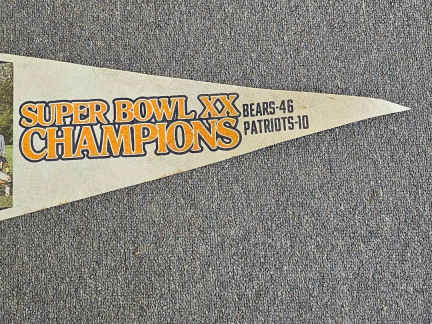 SUPER BOWL XX
CHAMPIONS
BEARS-46
PATRIOTS-10